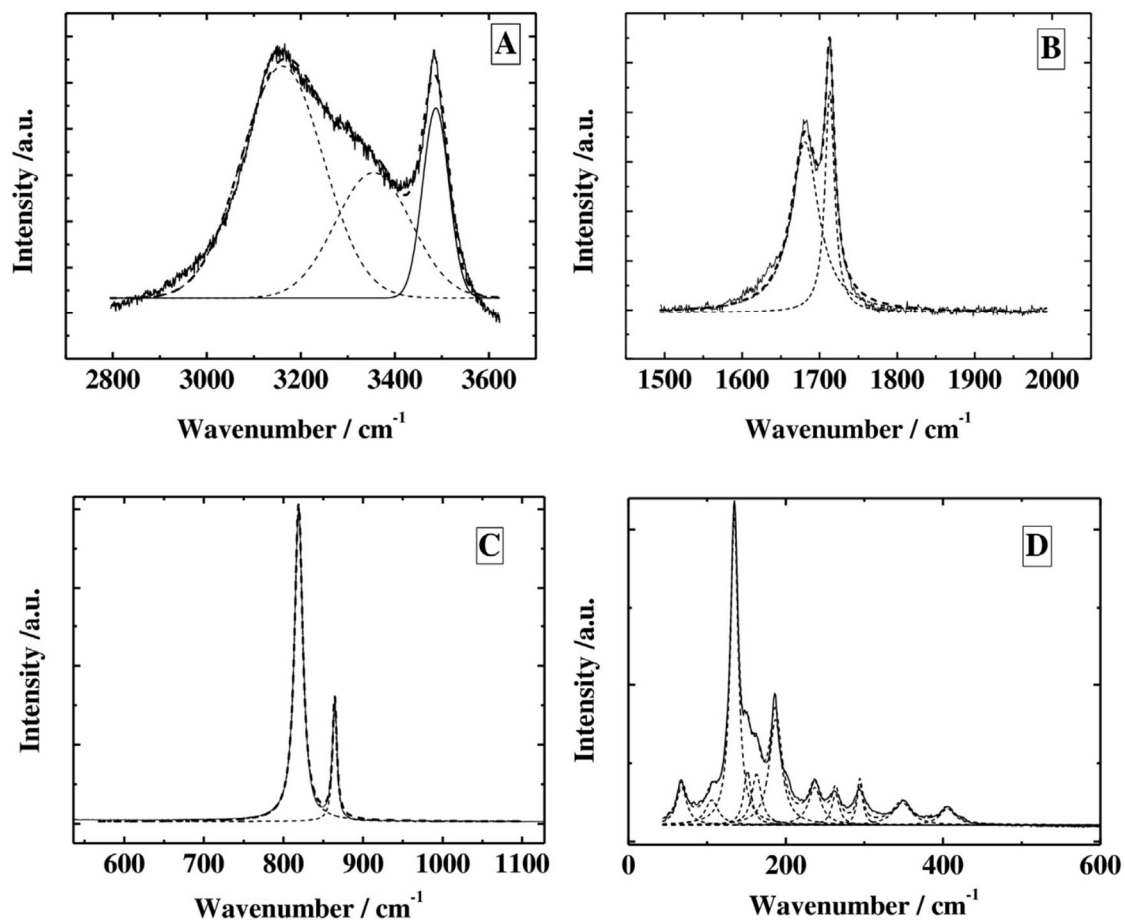 A
Intensity /a.u.
2800 3000 3200 3400 3600
Wavenumber / cm-1
B
Intensity /a.u.
1500 1600 1700 1800 1900 2000
Wavenumber / cm-1
C
Intensity /a.u.
600 700 800 900 1000 1100
Wavenumber / cm-1
D
Intensity /a.u.
0 200 400 600
Wavenumber / cm-1